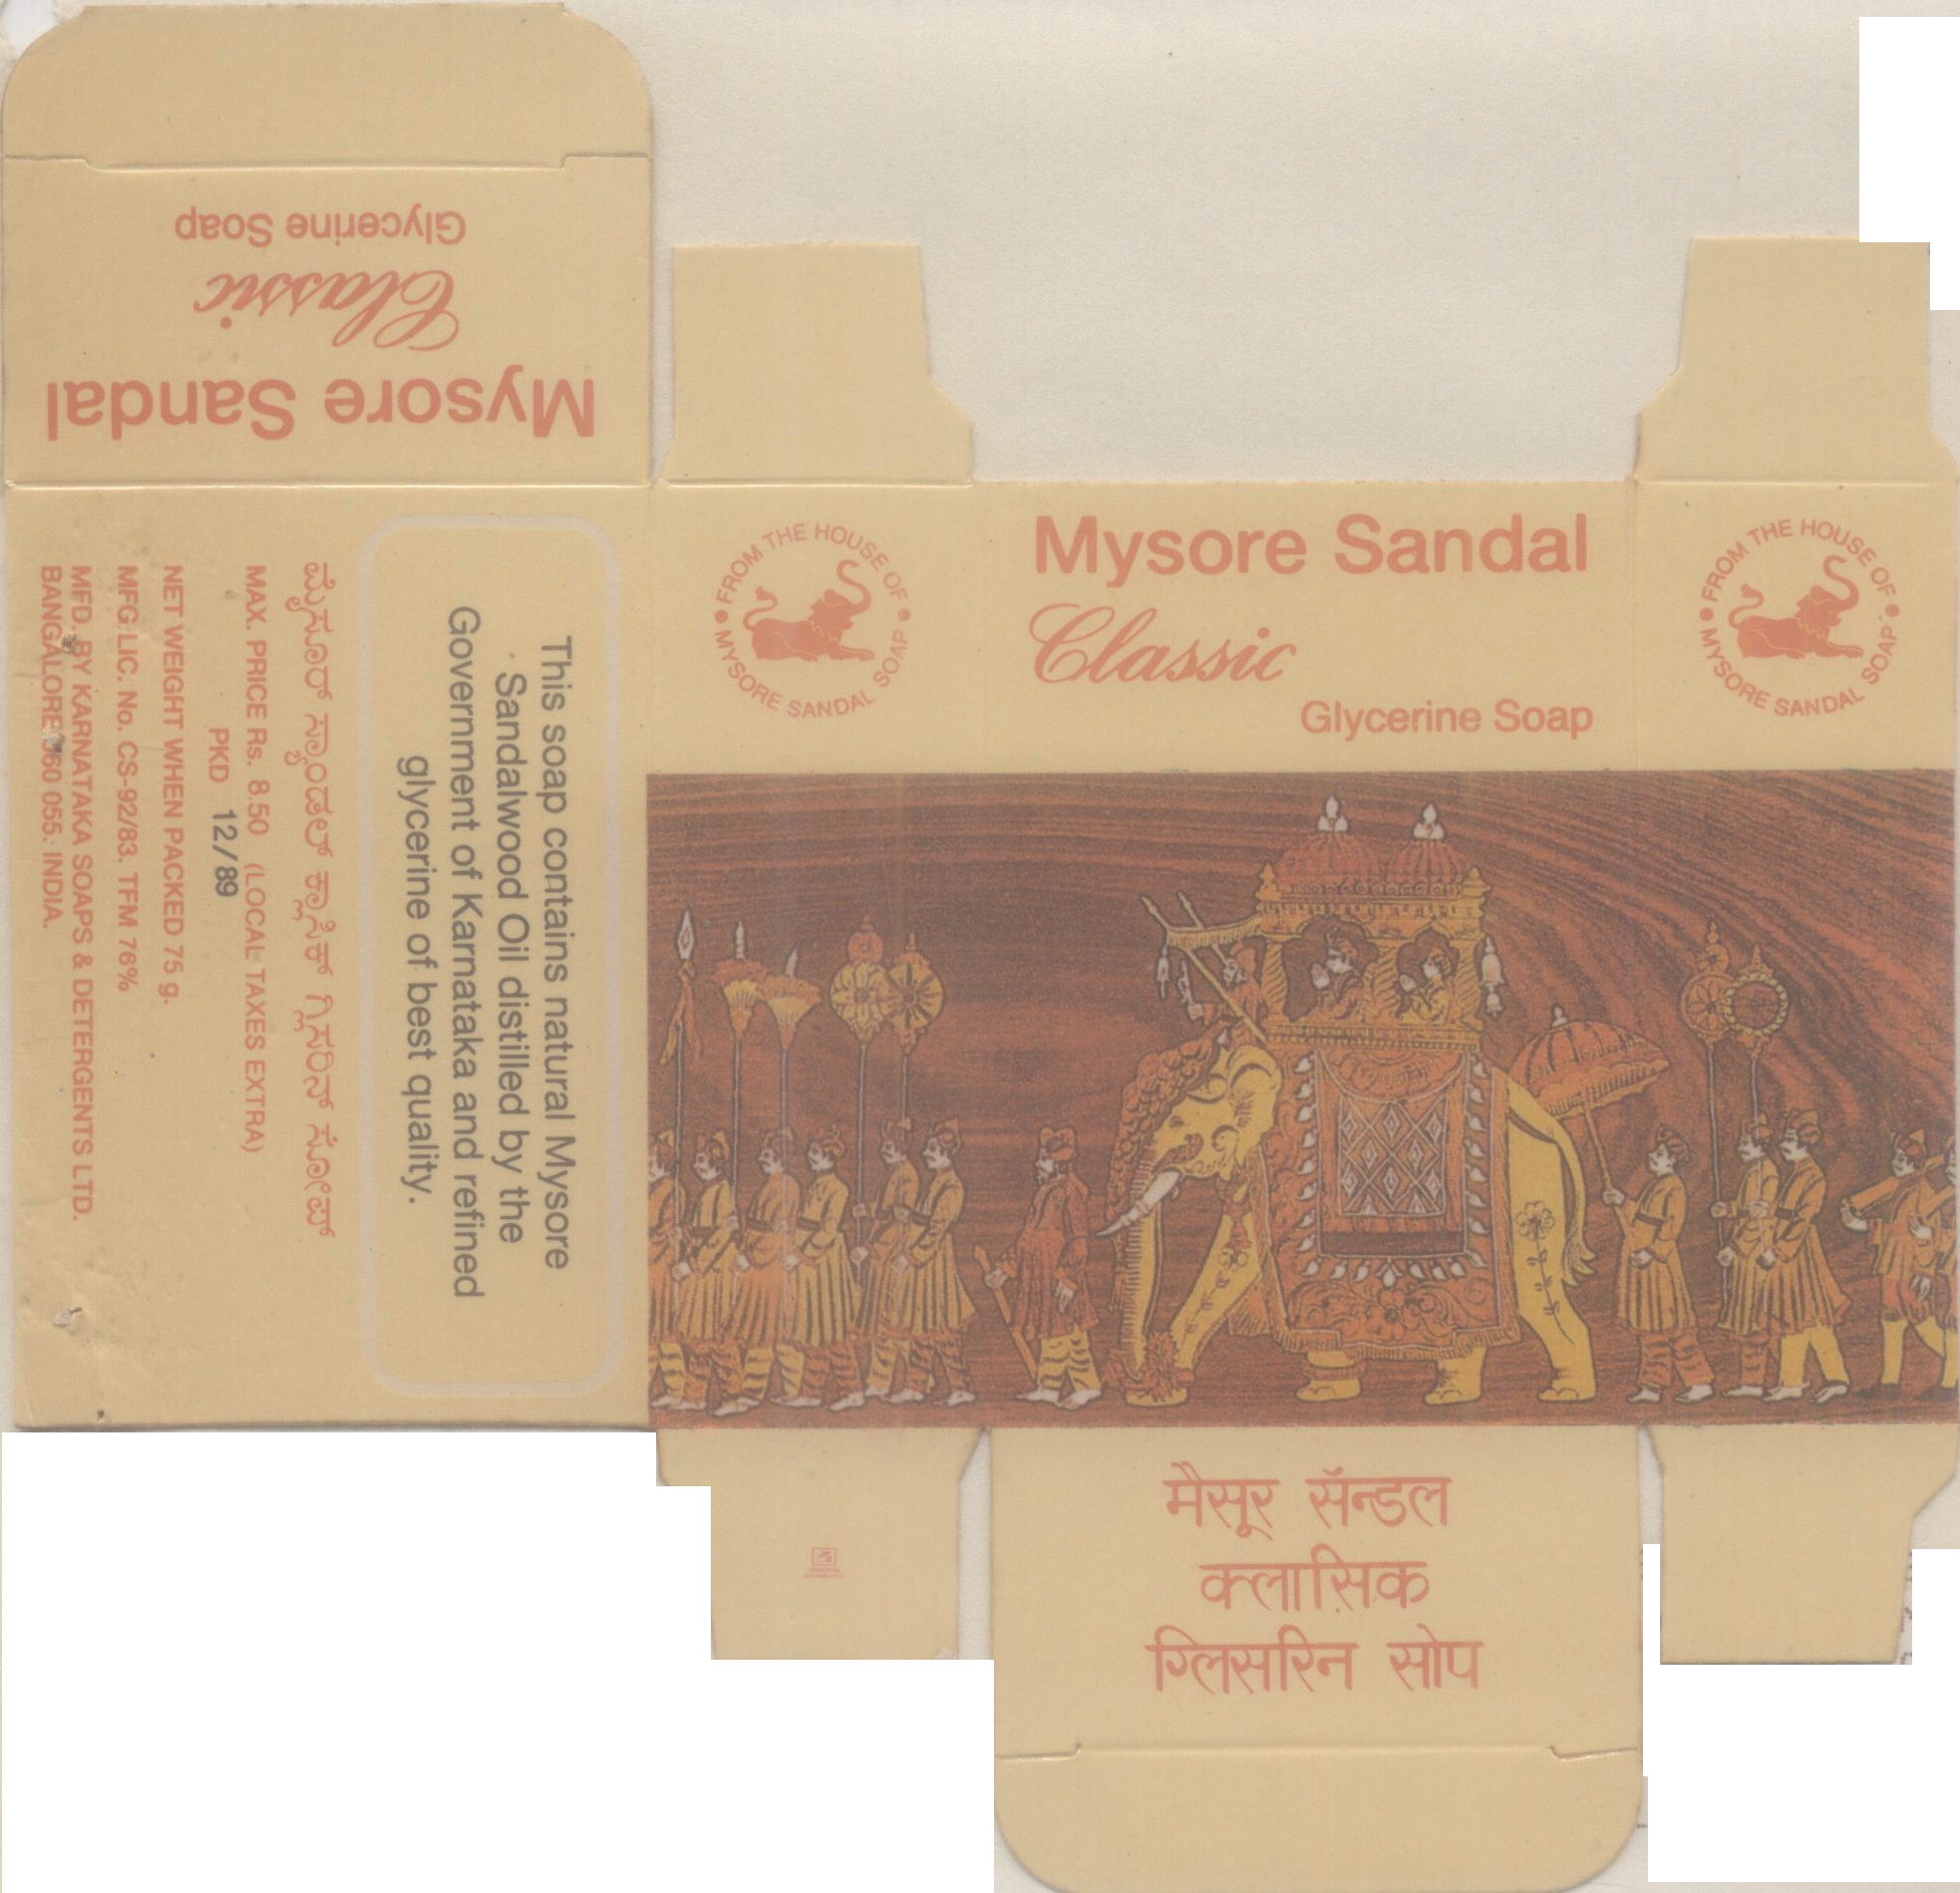 Mysore Sandal
Classic
Glycerine Soap
This soap contains natural Mysore
Sandalwood Oil distilled by the
Government of Karnataka and refined
glycerine of best quality.
ಮೈಸೂರ್ ಸ್ಯಾಂಡಲ್ ಕ್ಲಾಸಿಕ್ ಗ್ಲಿಸರಿನ್ ಸೋಪ್
MAX. PRICE Rs. 8.50 (LOCAL TAXES EXTRA)
PKD 12/89
NET WEIGHT WHEN PACKED 75 g.
MFG LIC. No. CS-92/83. TFM 76%
MFD. BY KARNATAKA SOAPS & DETERGENTS LTD.
BANGALORE 560 055. INDIA.
• FROM THE HOUSE OF •
MYSORE SANDAL SOAP
Mysore Sandal
Classic
Glycerine Soap
• FROM THE HOUSE OF •
MYSORE SANDAL SOAP
मैसूर सॅन्डल
क्लासिक
ग्लिसरिन सोप